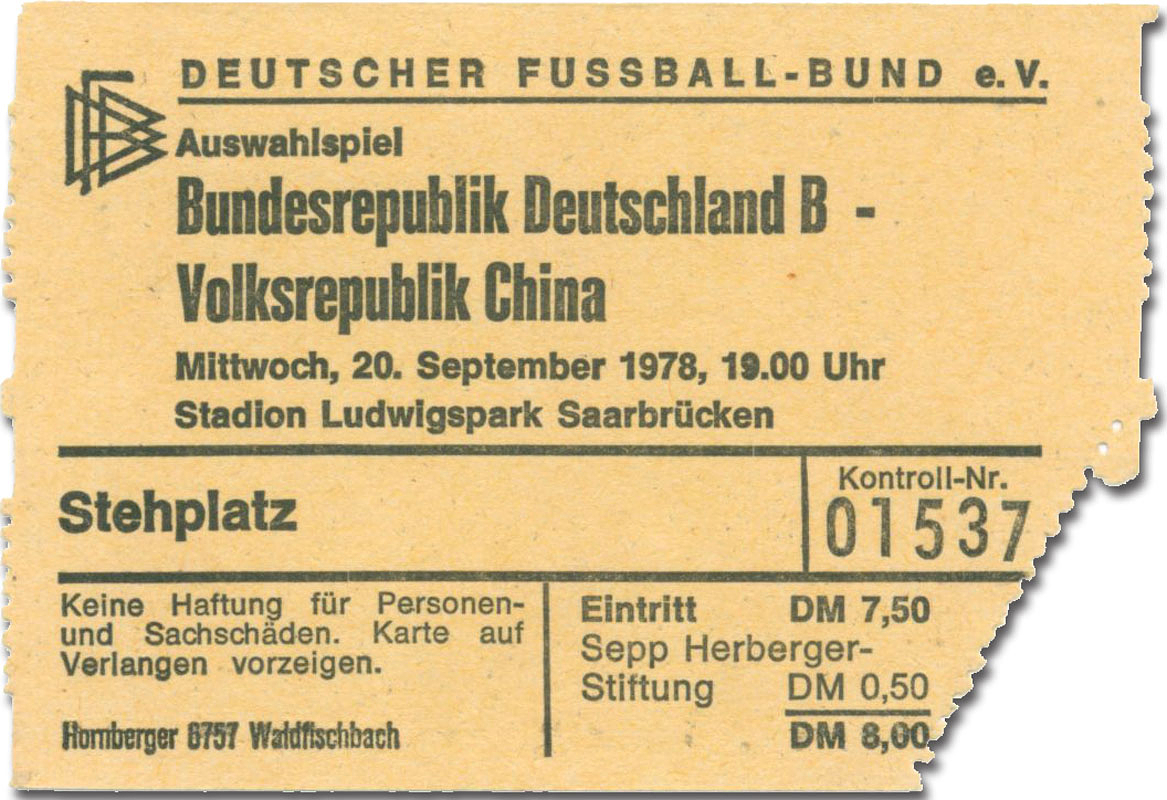 DEUTSCHER FUSSBALL-BUND e.V.
Auswahlspiel
Bundesrepublik Deutschland B -
Volksrepublik China
Mittwoch, 20. September 1978, 19.00 Uhr
Stadion Ludwigspark Saarbrücken
Stehplatz
Kontroll-Nr.
01537
Keine Haftung für Personen-
und Sachschäden. Karte auf
Verlangen vorzeigen.
Hornberger 6757 Waldfischbach
Eintritt DM 7,50
Sepp Herberger-
Stiftung DM 0,50
DM 8,00